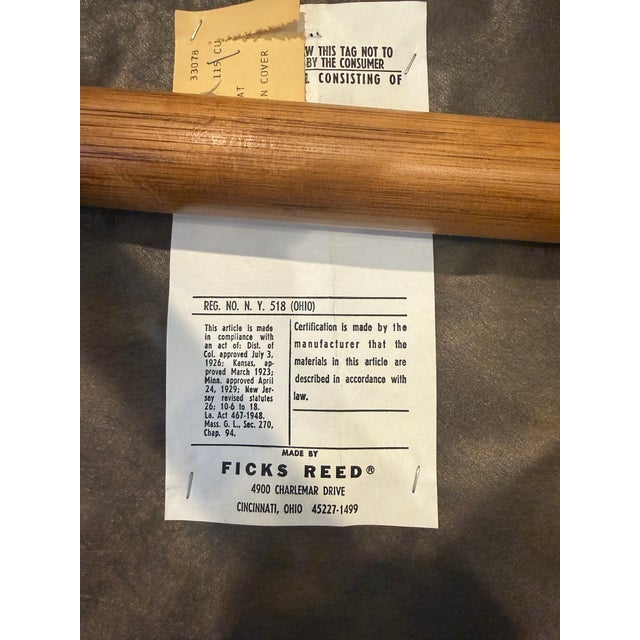 33078
115 CU
AT
N COVER
W THIS TAG NOT TO
BY THE CONSUMER
L CONSISTING OF
REG. NO. N. Y. 518 (OHIO)
This article is made
in compliance with
an act of: Dist. of
Col. approved July 3,
1926; Kansas, ap-
proved March 1923;
Minn. approved April
24, 1929; New Jer-
sey revised statutes
26; 10-6 to 18.
La. Act 467-1948.
Mass. G. L., Sec. 270,
Chap. 94.
Certification is made by the
manufacturer that the
materials in this article are
described in accordance with
law.
MADE BY
FICKS REED®
4900 CHARLEMAR DRIVE
CINCINNATI, OHIO 45227-1499